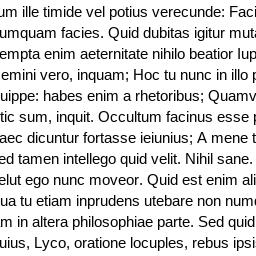 um ille timide vel potius verecunde: Faci
umquam facies. Quid dubitas igitur muta
empta enim aeternitate nihilo beatior Iup
emini vero, inquam; Hoc tu nunc in illo p
uippe: habes enim a rhetoribus; Quamv
tic sum, inquit. Occultum facinus esse p
aec dicuntur fortasse ieiunius; A mene t
ed tamen intellego quid velit. Nihil sane.
elut ego nunc moveor. Quid est enim ali
ua tu etiam inprudens utebare non num
m in altera philosophiae parte. Sed quid
uius, Lyco, oratione locuples, rebus ipsi